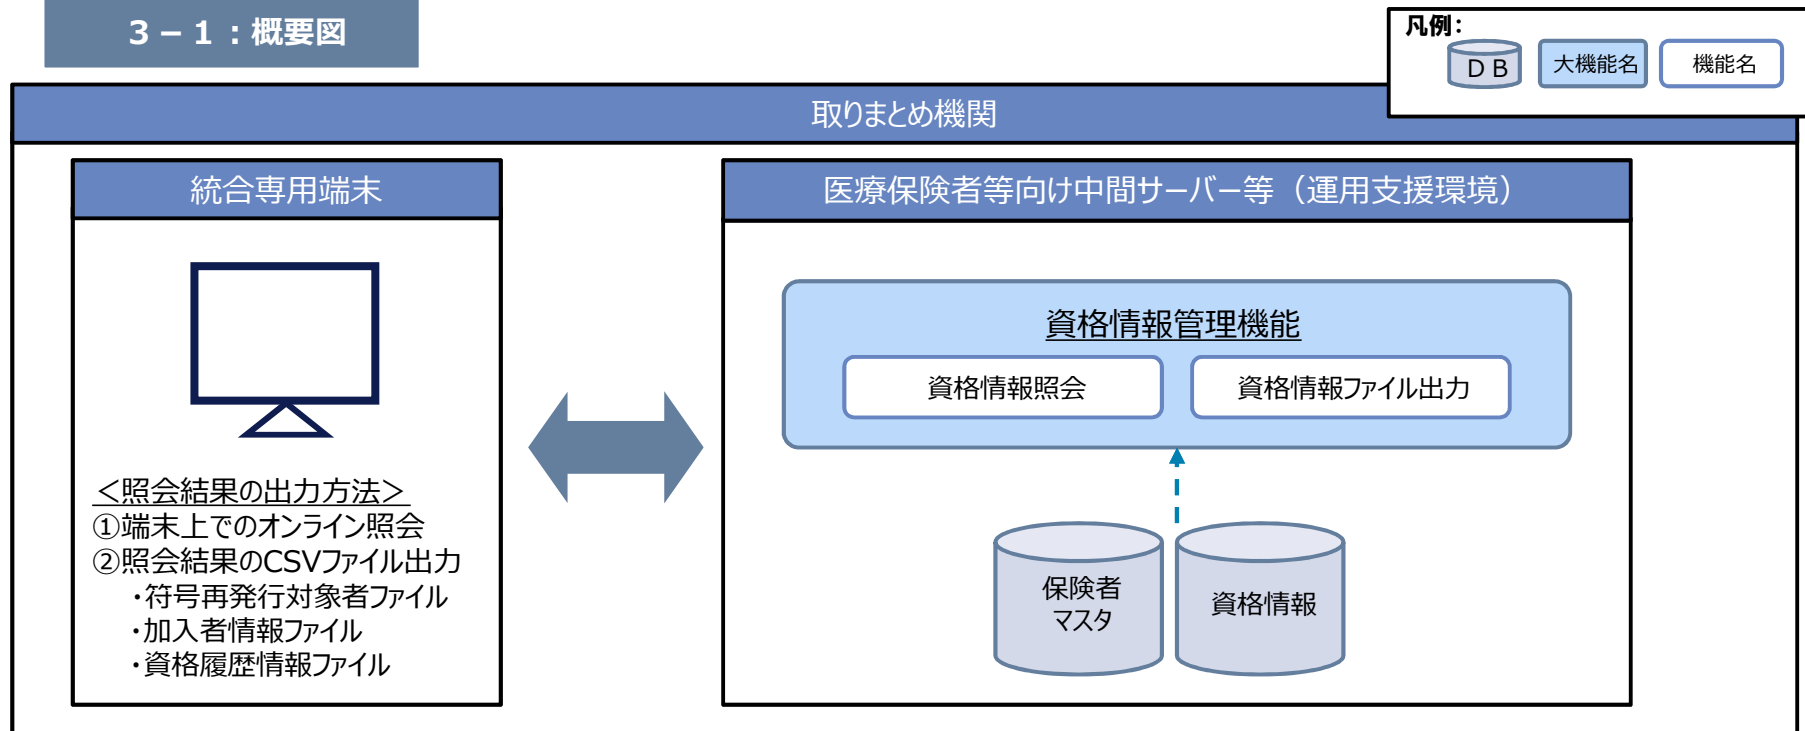 ３－１：概要図
凡例：
ＤＢ
大機能名
機能名
取りまとめ機関
統合専用端末
＜照会結果の出力方法＞
①端末上でのオンライン照会
②照会結果のCSVファイル出力
・符号再発行対象者ファイル
・加入者情報ファイル
・資格履歴情報ファイル
医療保険者等向け中間サーバー等（運用支援環境）
資格情報管理機能
資格情報照会
資格情報ファイル出力
保険者
マスタ
資格情報